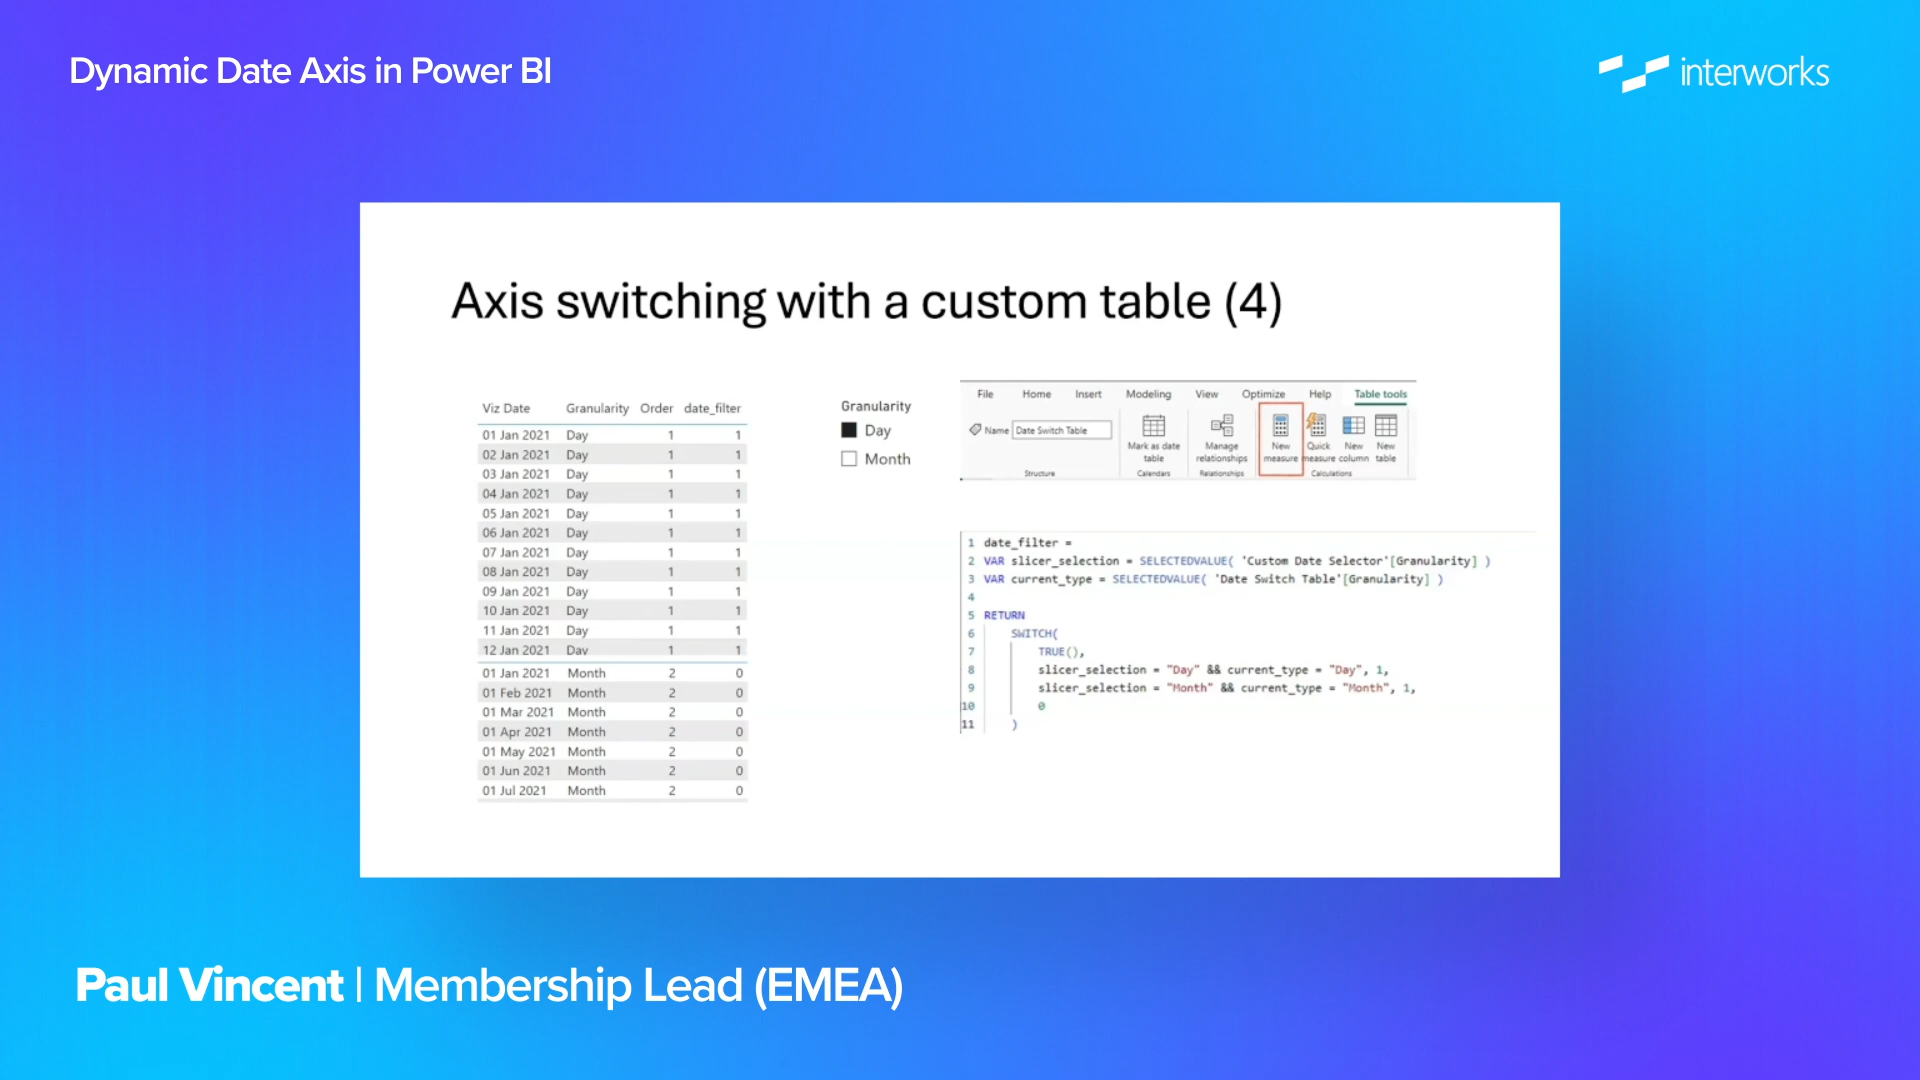 Dynamic Date Axis in Power BI
interworks
Axis switching with a custom table (4)
Viz Date Granularity Order date_filter
01 Jan 2021 Day 1 1
02 Jan 2021 Day 1 1
03 Jan 2021 Day 1 1
04 Jan 2021 Day 1 1
05 Jan 2021 Day 1 1
06 Jan 2021 Day 1 1
07 Jan 2021 Day 1 1
08 Jan 2021 Day 1 1
09 Jan 2021 Day 1 1
10 Jan 2021 Day 1 1
11 Jan 2021 Day 1 1
12 Jan 2021 Day 1 1
01 Jan 2021 Month 2 0
01 Feb 2021 Month 2 0
01 Mar 2021 Month 2 0
01 Apr 2021 Month 2 0
01 May 2021 Month 2 0
01 Jun 2021 Month 2 0
01 Jul 2021 Month 2 0
Granularity
Day
Month
File Home Insert Modeling View Optimize Help Table tools
Name Date Switch Table
Mark as date table
Manage relationships
New measure
Quick measure
New column
New table
Structure Calendars Relationships Calculations
1 date_filter =
2 VAR slicer_selection = SELECTEDVALUE( 'Custom Date Selector'[Granularity] )
3 VAR current_type = SELECTEDVALUE( 'Date Switch Table'[Granularity] )
4
5 RETURN
6 SWITCH(
7 TRUE(),
8 slicer_selection = "Day" && current_type = "Day", 1,
9 slicer_selection = "Month" && current_type = "Month", 1,
10 0
11 )
Paul Vincent | Membership Lead (EMEA)